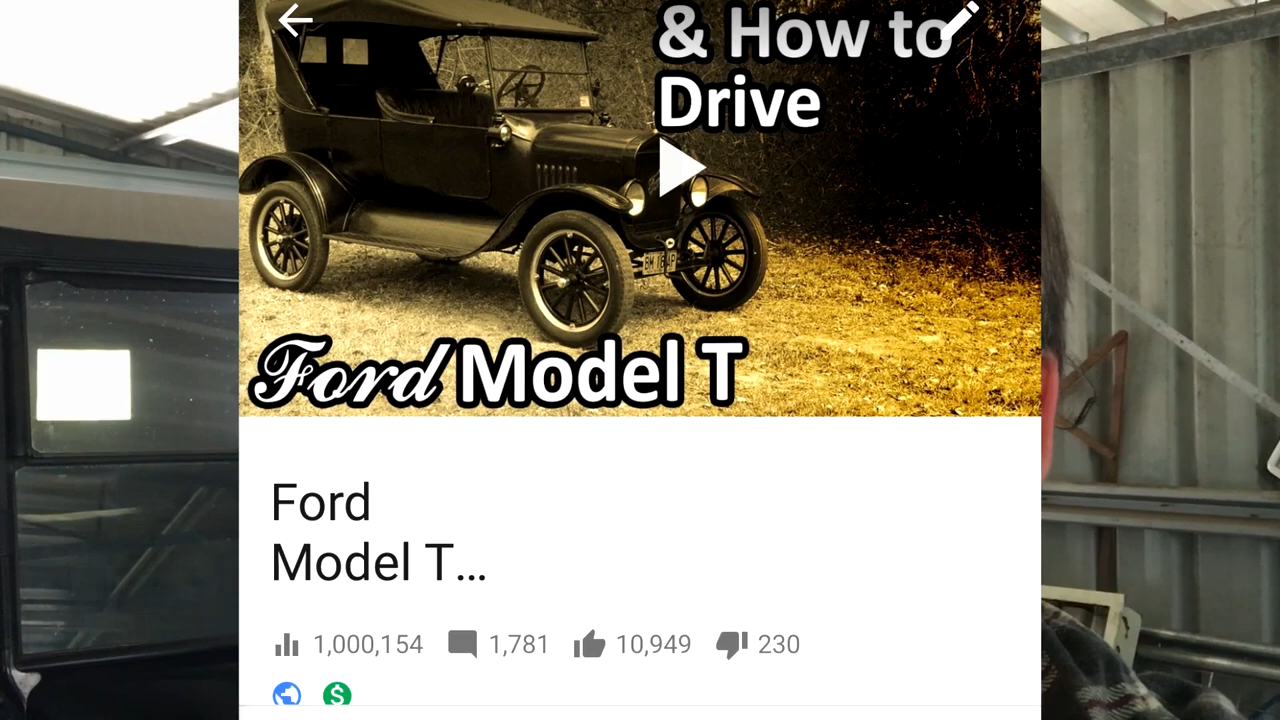 & How to
Drive
Ford Model T
Ford
Model T…
1,000,154 1,781 10,949 230